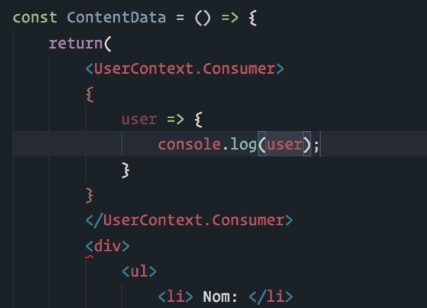 const ContentData = () => {
return(
<UserContext.Consumer>
{
user => {
console.log(user);
}
}
</UserContext.Consumer>
<div>
<ul>
<li> Nom: </li>